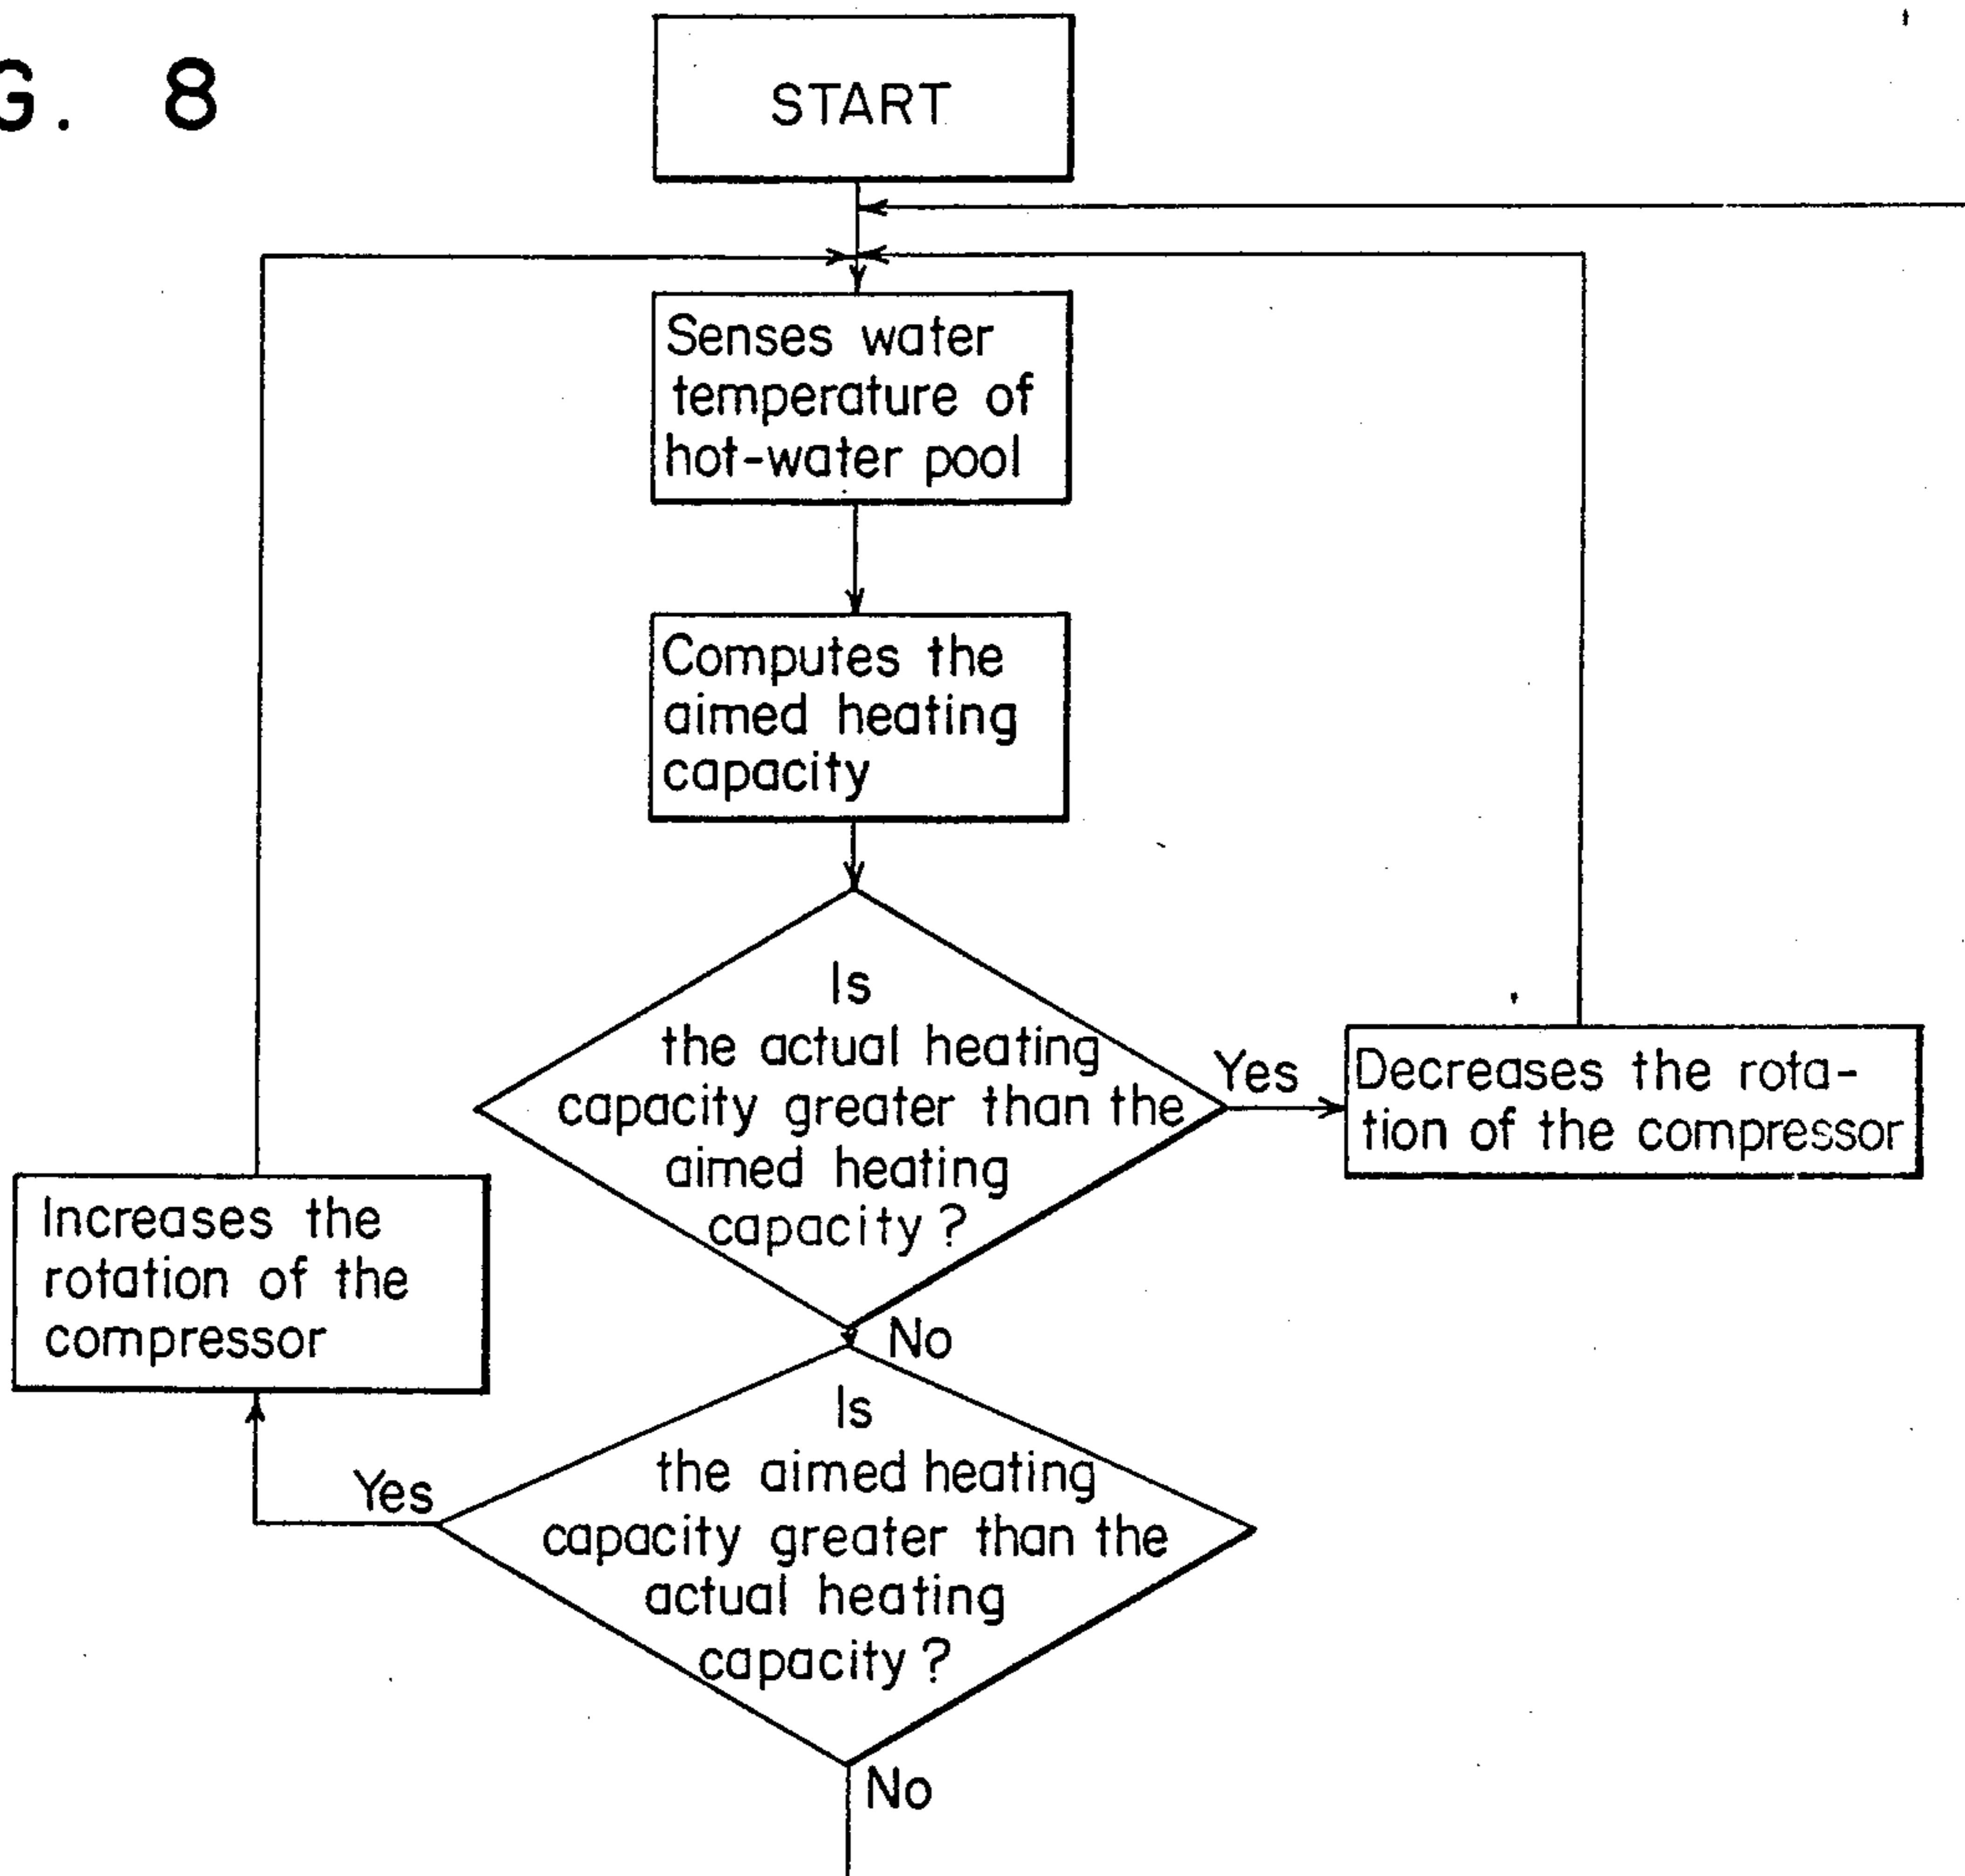 G. 8
START
Senses water
temperature of
hot-water pool
Computes the
aimed heating
capacity
Is
the actual heating
capacity greater than the
aimed heating
capacity?
Yes
Decreases the rota-
tion of the compressor
Increases the
rotation of the
compressor
No
Is
the aimed heating
capacity greater than the
actual heating
capacity?
Yes
No